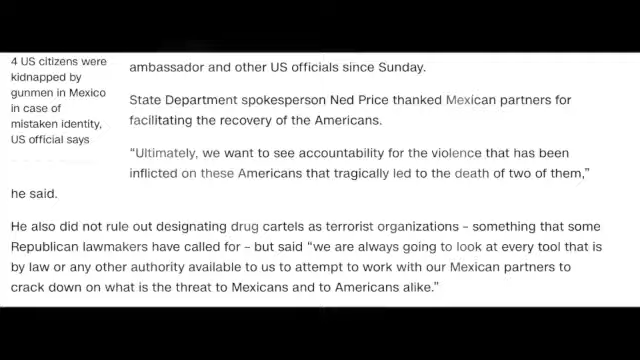 4 US citizens were
kidnapped by
gunmen in Mexico
in case of
mistaken identity,
US official says
ambassador and other US officials since Sunday.
State Department spokesperson Ned Price thanked Mexican partners for
facilitating the recovery of the Americans.
“Ultimately, we want to see accountability for the violence that has been
inflicted on these Americans that tragically led to the death of two of them,”
he said.
He also did not rule out designating drug cartels as terrorist organizations – something that some
Republican lawmakers have called for – but said “we are always going to look at every tool that is
by law or any other authority available to us to attempt to work with our Mexican partners to
crack down on what is the threat to Mexicans and to Americans alike.”